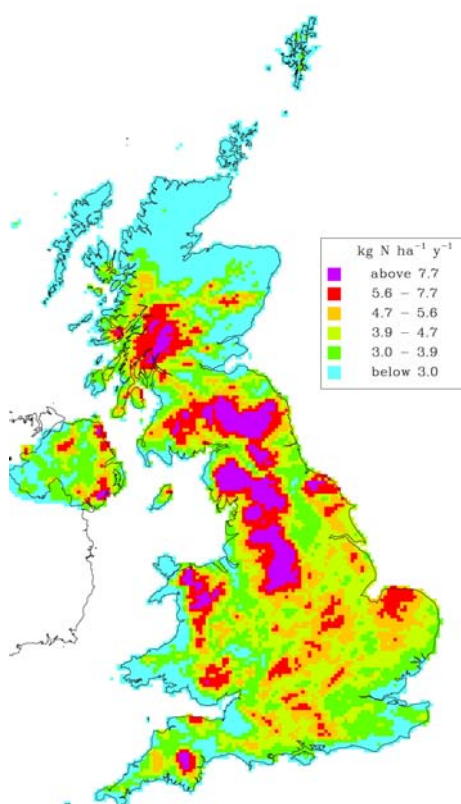 kg N ha⁻¹ y⁻¹
above 7.7
5.6 – 7.7
4.7 – 5.6
3.9 – 4.7
3.0 – 3.9
below 3.0